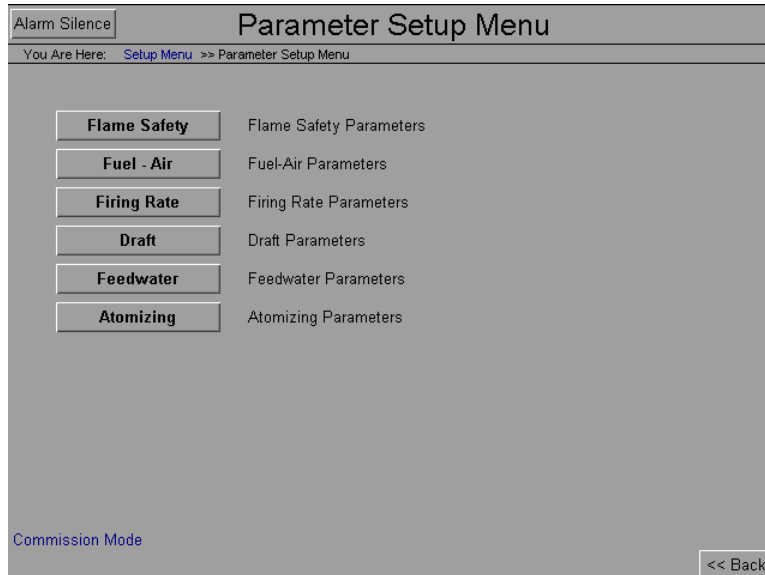 Alarm Silence Parameter Setup Menu
You Are Here: Setup Menu >> Parameter Setup Menu
Flame Safety Flame Safety Parameters
Fuel - Air Fuel-Air Parameters
Firing Rate Firing Rate Parameters
Draft Draft Parameters
Feedwater Feedwater Parameters
Atomizing Atomizing Parameters
Commission Mode
<< Back